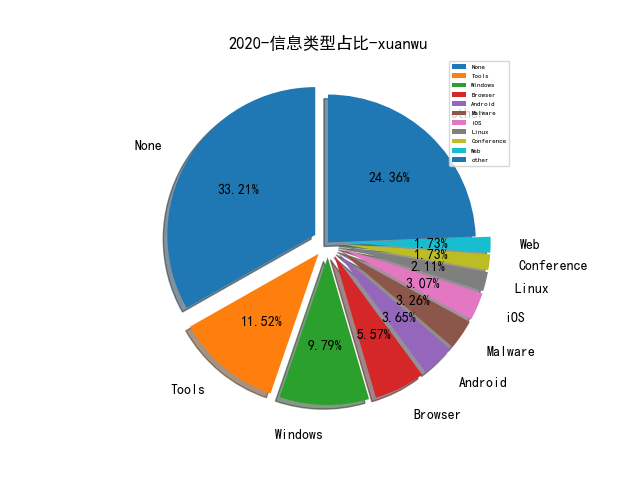 2020-信息类型占比-xuanwu
None
Tools
Windows
Browser
Android
Malware
iOS
Linux
Conference
Web
other
None
33.21%
24.36%
1.73%
Web
1.73%
Conference
2.11%
Linux
3.07%
iOS
3.26%
Malware
3.65%
Android
5.57%
Browser
9.79%
Windows
11.52%
Tools